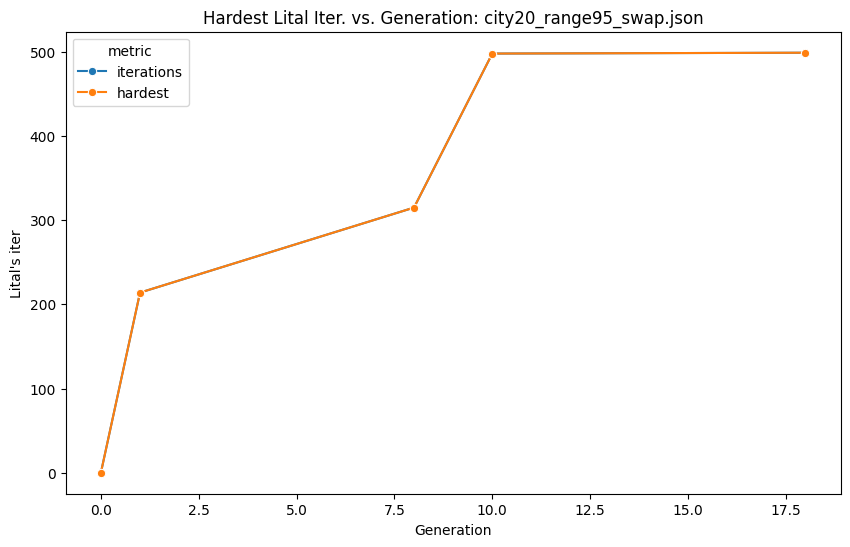 Hardest Lital Iter. vs. Generation: city20_range95_swap.json
metric
iterations
hardest
500
400
300
200
100
0
Lital's iter
0.0 2.5 5.0 7.5 10.0 12.5 15.0 17.5
Generation